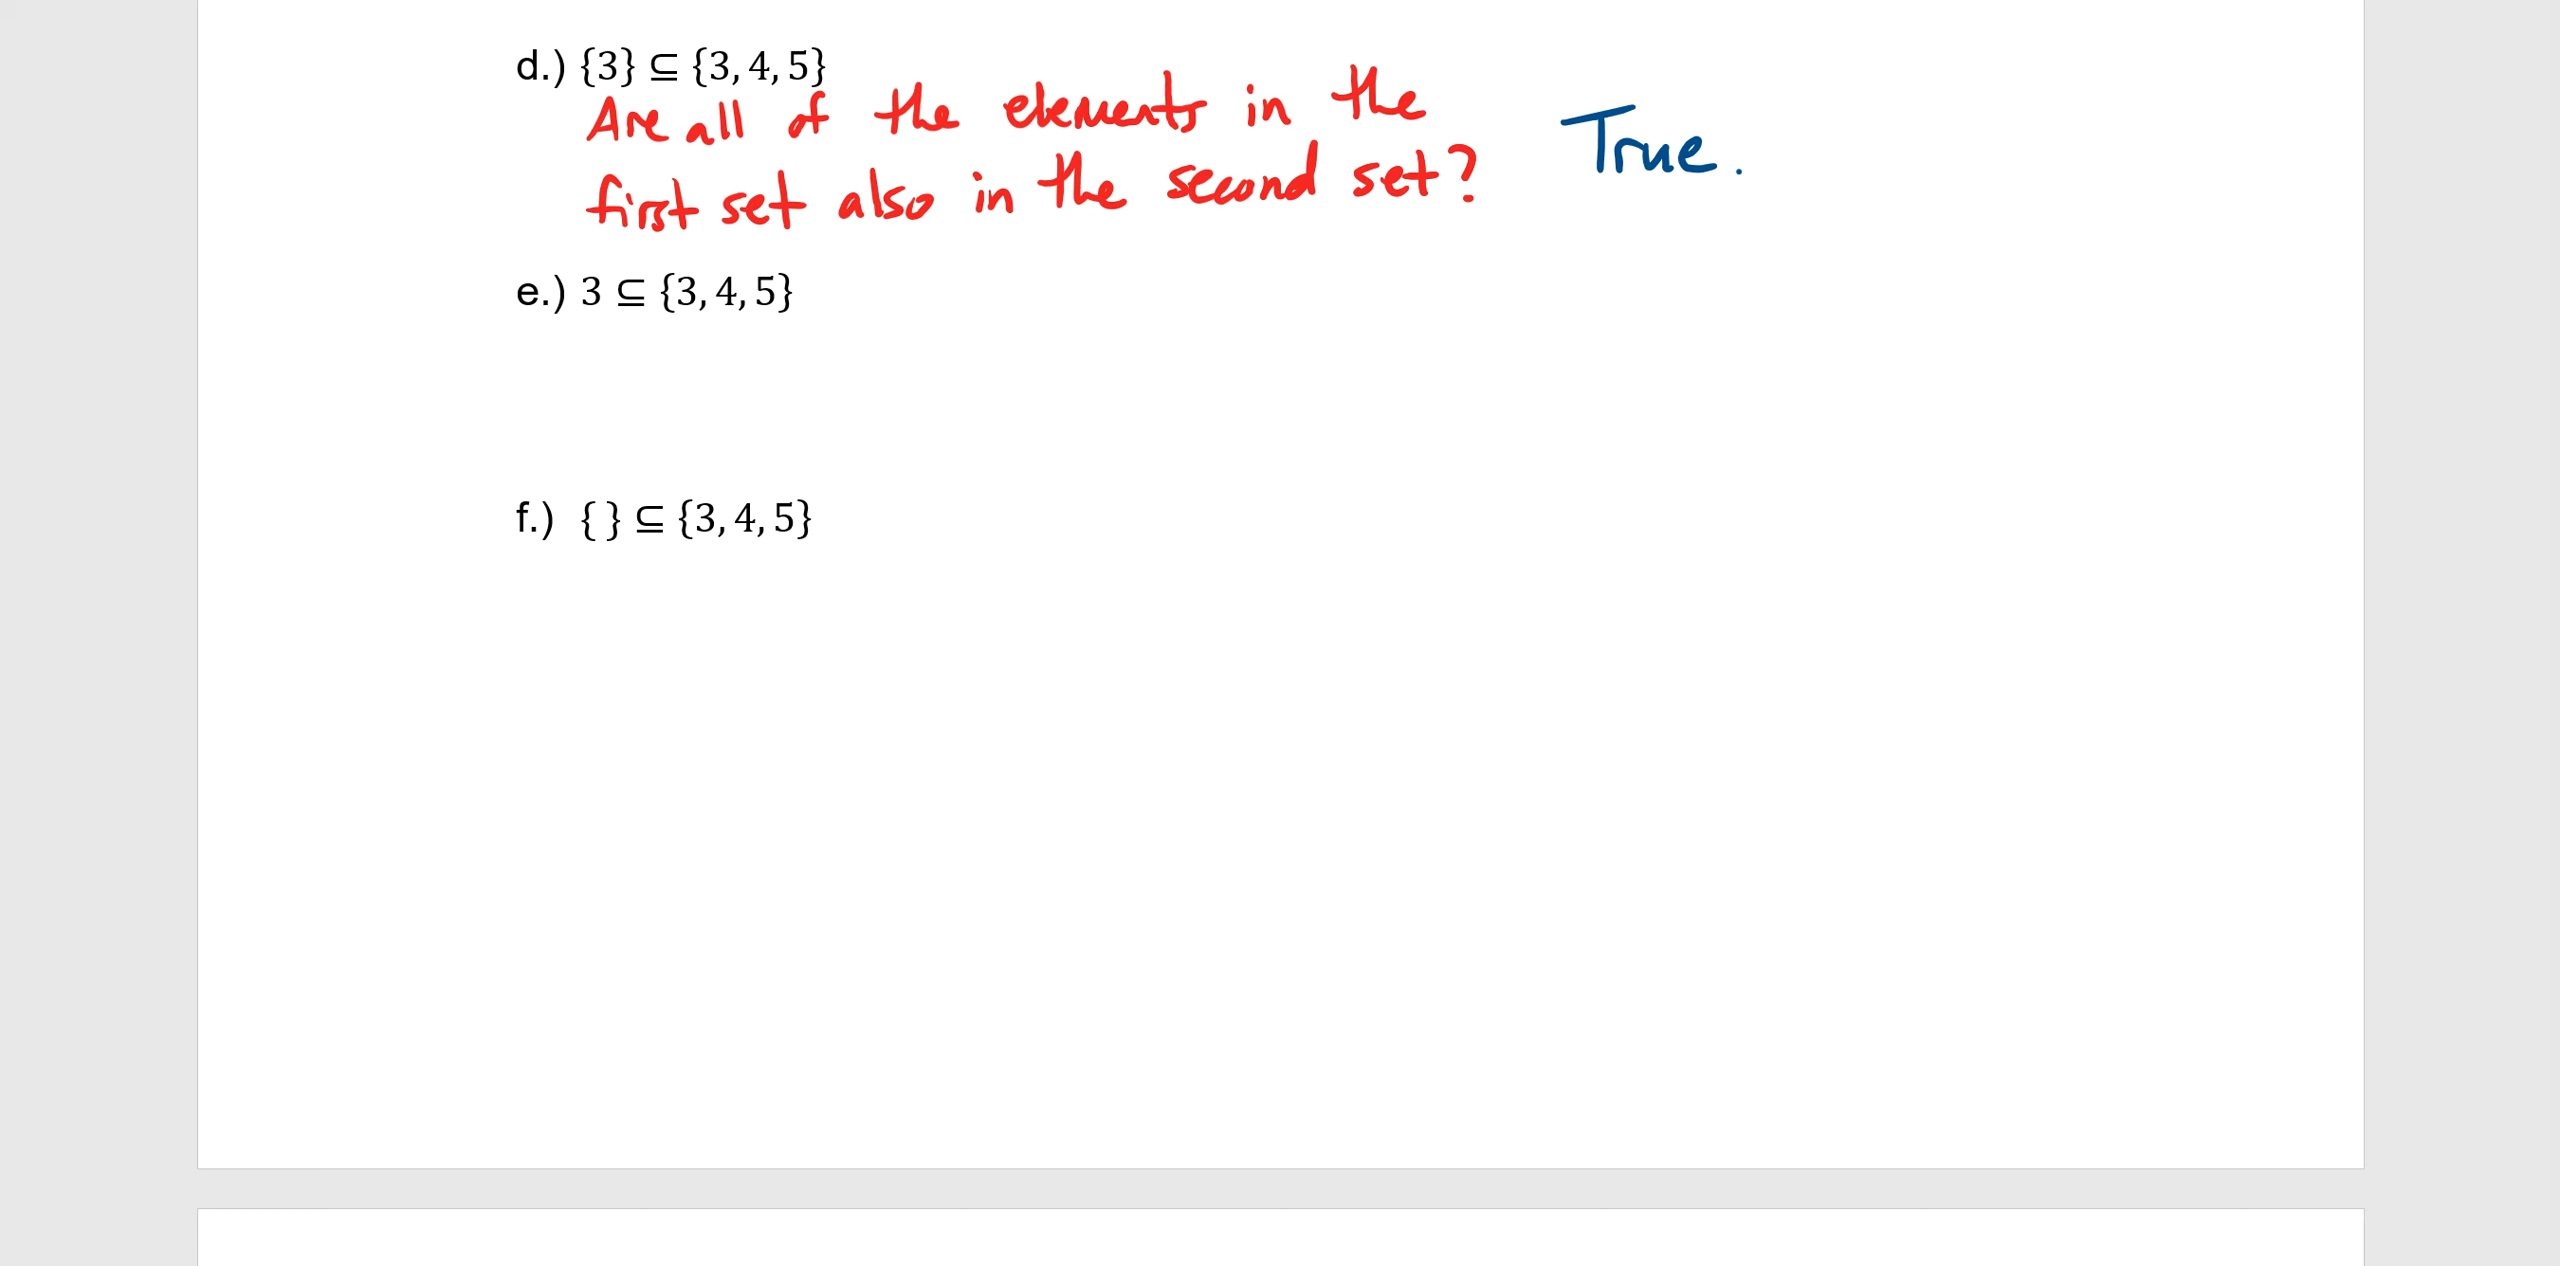 d.) {3} ⊆ {3, 4, 5}
Are all of the elements in the
first set also in the second set?
True.
e.) 3 ⊆ {3, 4, 5}
f.) { } ⊆ {3, 4, 5}